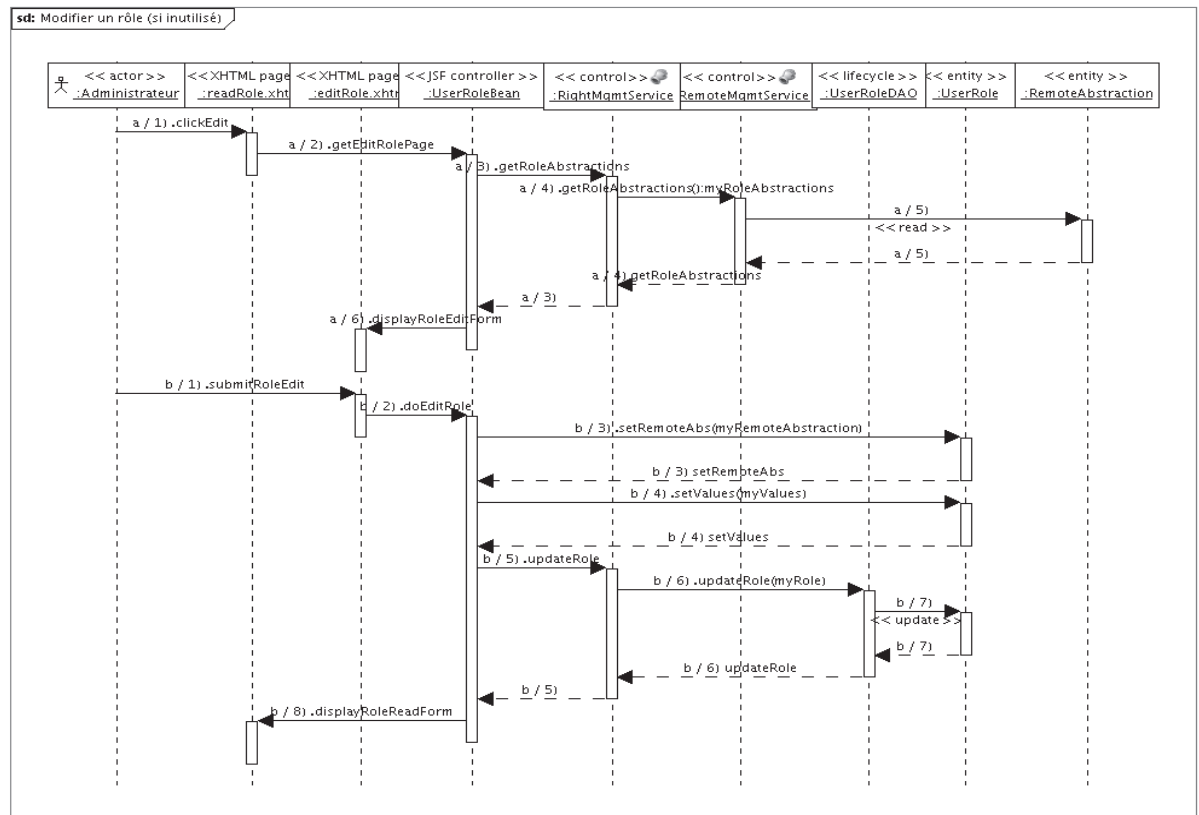 sd: Modifier un rôle (si inutilisé)
<< actor >>
:Administrateur
<<XHTML page
:readRole.xht
<<XHTML page
:editRole.xhtr
<<JSF controller >>
:UserRoleBean
<< control>>
:RightMgmtService
<< control>>
RemoteMgmtService
<< lifecycle >>
:UserRoleDAO
< entity >>
:UserRole
<< entity >>
:RemoteAbstraction
a / 1) .clickEdit
a / 2) .getEditRolePage
a / 3) .getRoleAbstractions
a / 4) .getRoleAbstractions():myRoleAbstractions
a / 5)
<< read >>
a / 5)
a / 4) getRoleAbstractions
a / 3)
a / 6) .displayRoleEditForm
b / 1) .submitRoleEdit
b / 2) .doEditRole
b / 3) .setRemoteAbs(myRemoteAbstraction)
b / 3) setRemoteAbs
b / 4) .setValues(myValues)
b / 4) setValues
b / 5) .updateRole
b / 6) .updateRole(myRole)
b / 7)
<< update >>
b / 7)
b / 6) updateRole
b / 5)
b / 8) .displayRoleReadForm